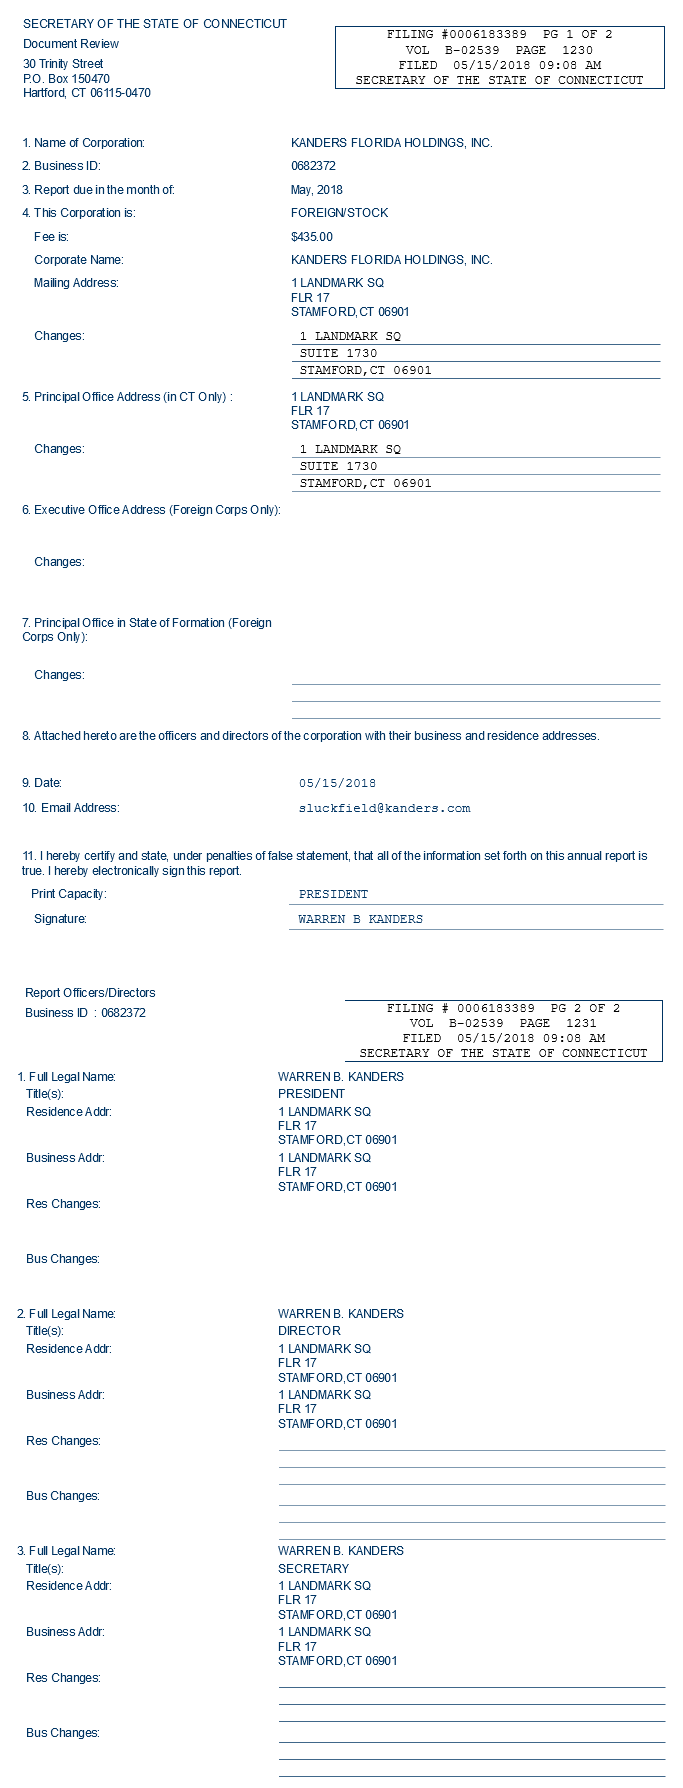 SECRETARY OF THE STATE OF CONNECTICUT
Document Review
30 Trinity Street
P.O. Box 150470
Hartford, CT 06115-0470
FILING #0006183389 PG 1 OF 2
VOL B-02539 PAGE 1230
FILED 05/15/2018 09:08 AM
SECRETARY OF THE STATE OF CONNECTICUT
1. Name of Corporation: KANDERS FLORIDA HOLDINGS, INC.
2. Business ID: 0682372
3. Report due in the month of: May, 2018
4. This Corporation is: FOREIGN/STOCK
Fee is: $435.00
Corporate Name: KANDERS FLORIDA HOLDINGS, INC.
Mailing Address: 1 LANDMARK SQ
FLR 17
STAMFORD,CT 06901
Changes: 1 LANDMARK SQ
SUITE 1730
STAMFORD,CT 06901
5. Principal Office Address (in CT Only) : 1 LANDMARK SQ
FLR 17
STAMFORD,CT 06901
Changes: 1 LANDMARK SQ
SUITE 1730
STAMFORD,CT 06901
6. Executive Office Address (Foreign Corps Only):
Changes:
7. Principal Office in State of Formation (Foreign
Corps Only):
Changes:
8. Attached hereto are the officers and directors of the corporation with their business and residence addresses.
9. Date: 05/15/2018
10. Email Address: sluckfield@kanders.com
11. I hereby certify and state, under penalties of false statement, that all of the information set forth on this annual report is
true. I hereby electronically sign this report.
Print Capacity: PRESIDENT
Signature: WARREN B KANDERS
Report Officers/Directors
Business ID : 0682372
FILING # 0006183389 PG 2 OF 2
VOL B-02539 PAGE 1231
FILED 05/15/2018 09:08 AM
SECRETARY OF THE STATE OF CONNECTICUT
1. Full Legal Name: WARREN B. KANDERS
Title(s): PRESIDENT
Residence Addr: 1 LANDMARK SQ
FLR 17
STAMFORD,CT 06901
Business Addr: 1 LANDMARK SQ
FLR 17
STAMFORD,CT 06901
Res Changes:
Bus Changes:
2. Full Legal Name: WARREN B. KANDERS
Title(s): DIRECTOR
Residence Addr: 1 LANDMARK SQ
FLR 17
STAMFORD,CT 06901
Business Addr: 1 LANDMARK SQ
FLR 17
STAMFORD,CT 06901
Res Changes:
Bus Changes:
3. Full Legal Name: WARREN B. KANDERS
Title(s): SECRETARY
Residence Addr: 1 LANDMARK SQ
FLR 17
STAMFORD,CT 06901
Business Addr: 1 LANDMARK SQ
FLR 17
STAMFORD,CT 06901
Res Changes:
Bus Changes: